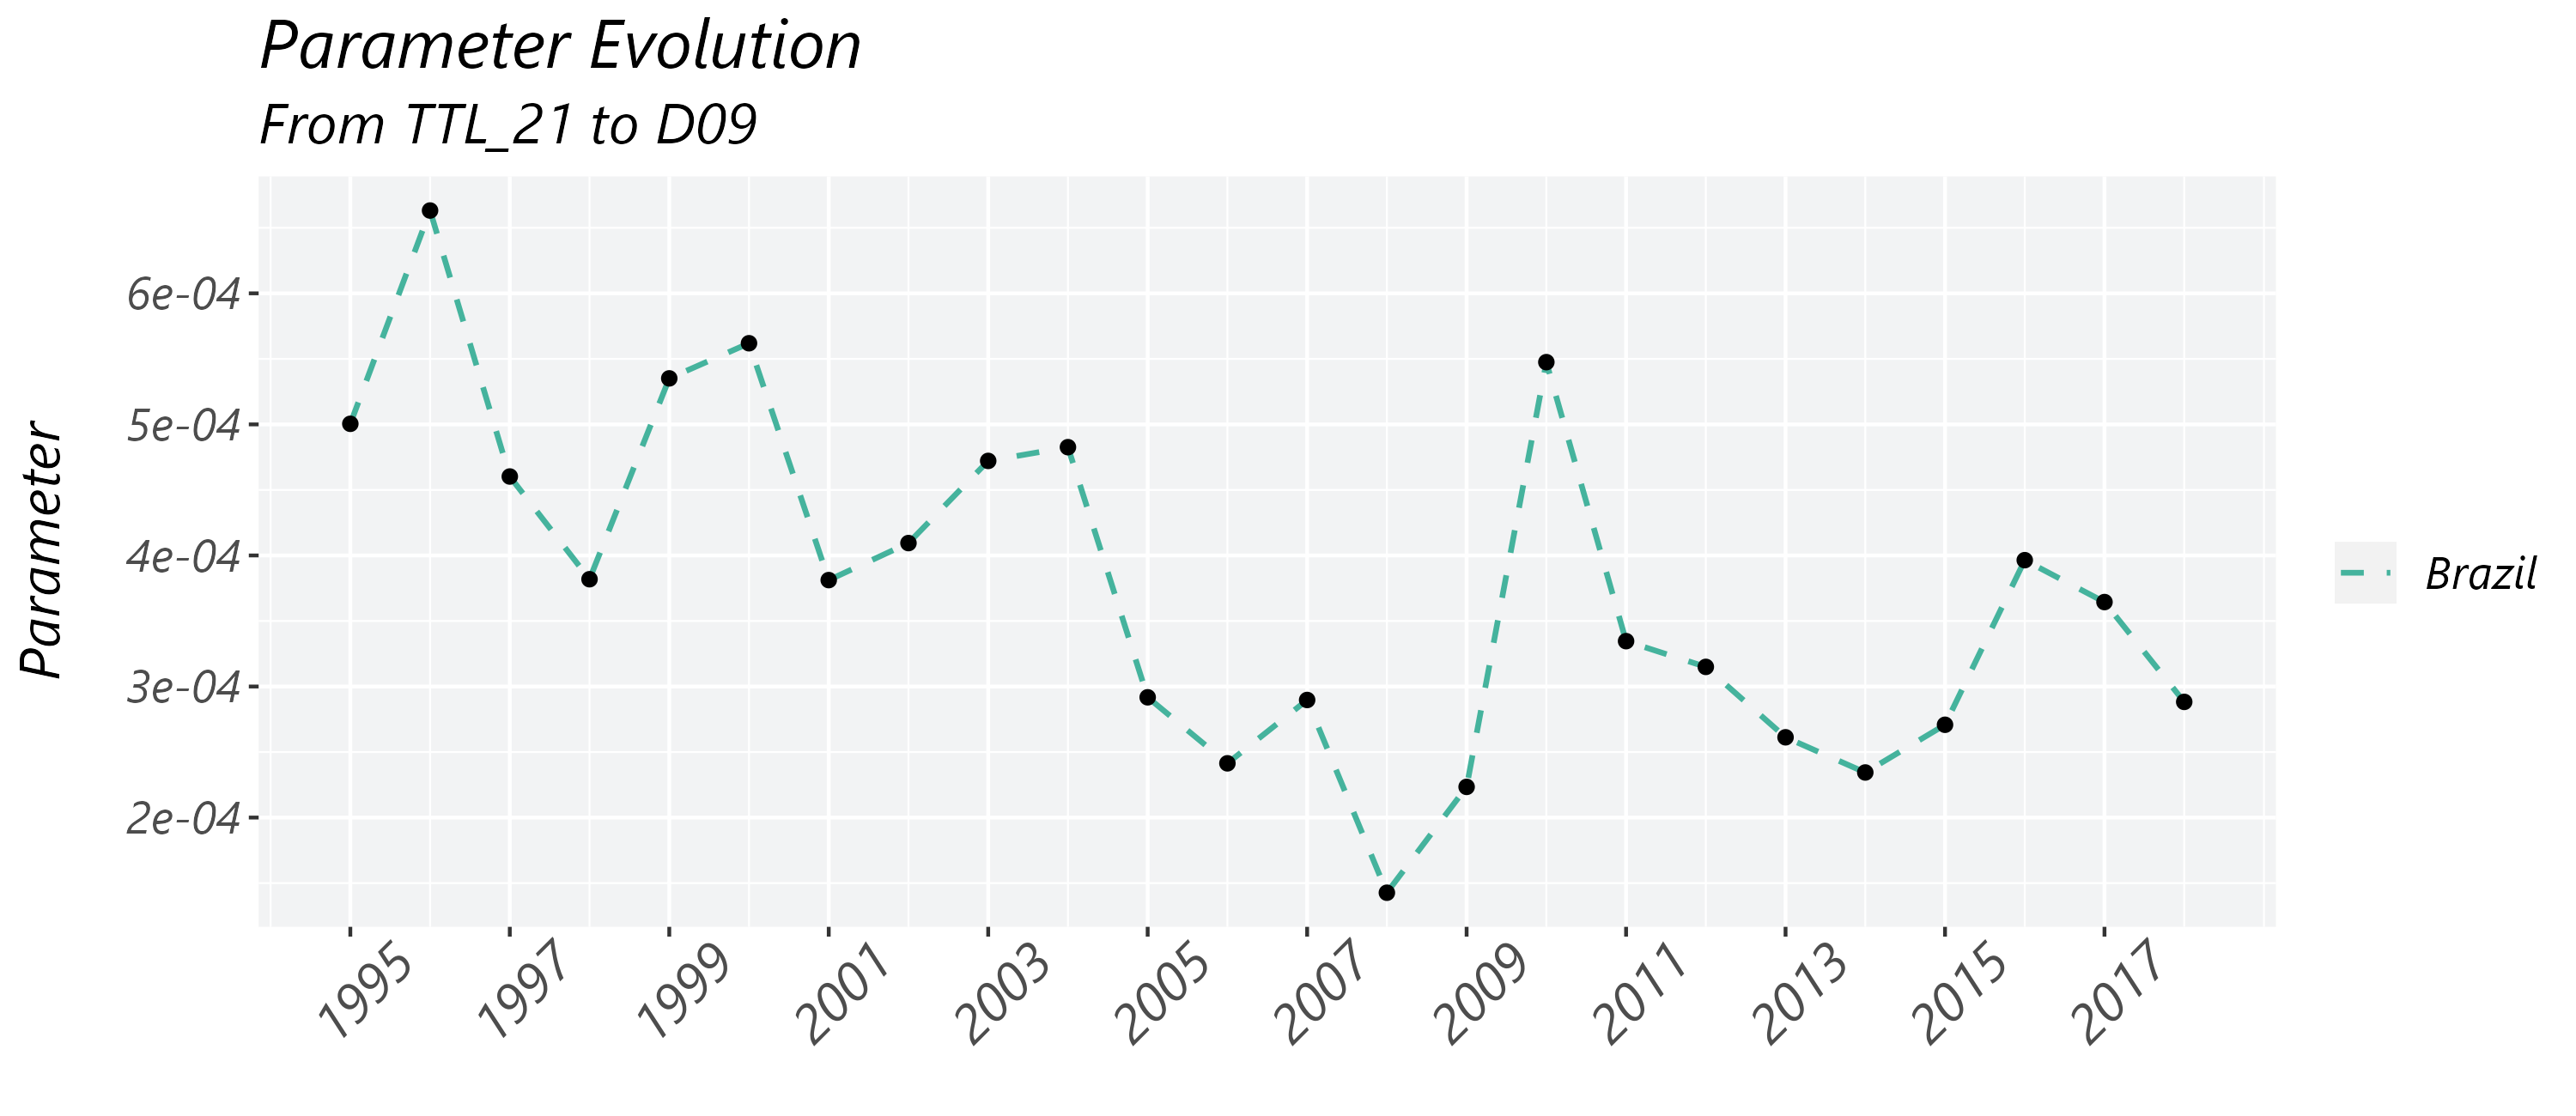 Parameter Evolution
From TTL_21 to D09
Parameter
6e-04
5e-04
4e-04
3e-04
2e-04
1995
1997
1999
2001
2003
2005
2007
2009
2011
2013
2015
2017
Brazil